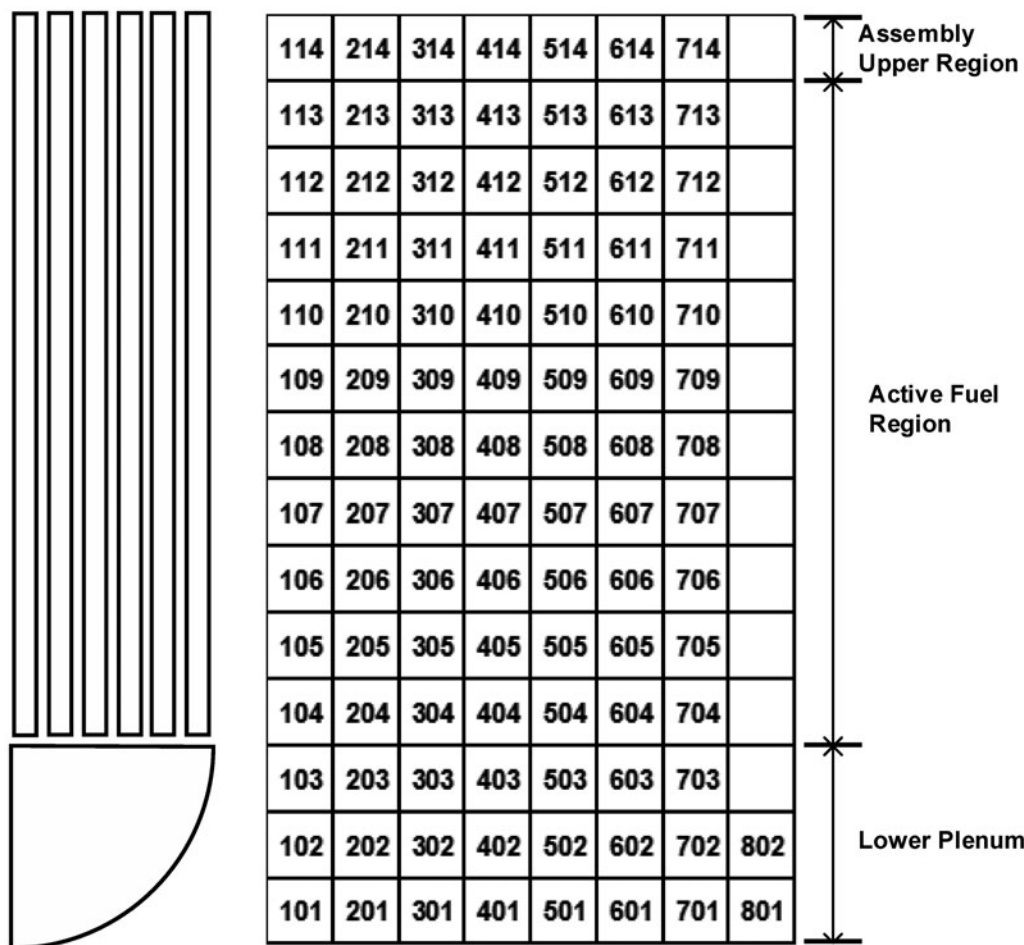 114 214 314 414 514 614 714
Assembly
Upper Region
113 213 313 413 513 613 713
112 212 312 412 512 612 712
111 211 311 411 511 611 711
110 210 310 410 510 610 710
109 209 309 409 509 609 709
Active Fuel
Region
108 208 308 408 508 608 708
107 207 307 407 507 607 707
106 206 306 406 506 606 706
105 205 305 405 505 605 705
104 204 304 404 504 604 704
103 203 303 403 503 603 703
102 202 302 402 502 602 702 802
Lower Plenum
101 201 301 401 501 601 701 801